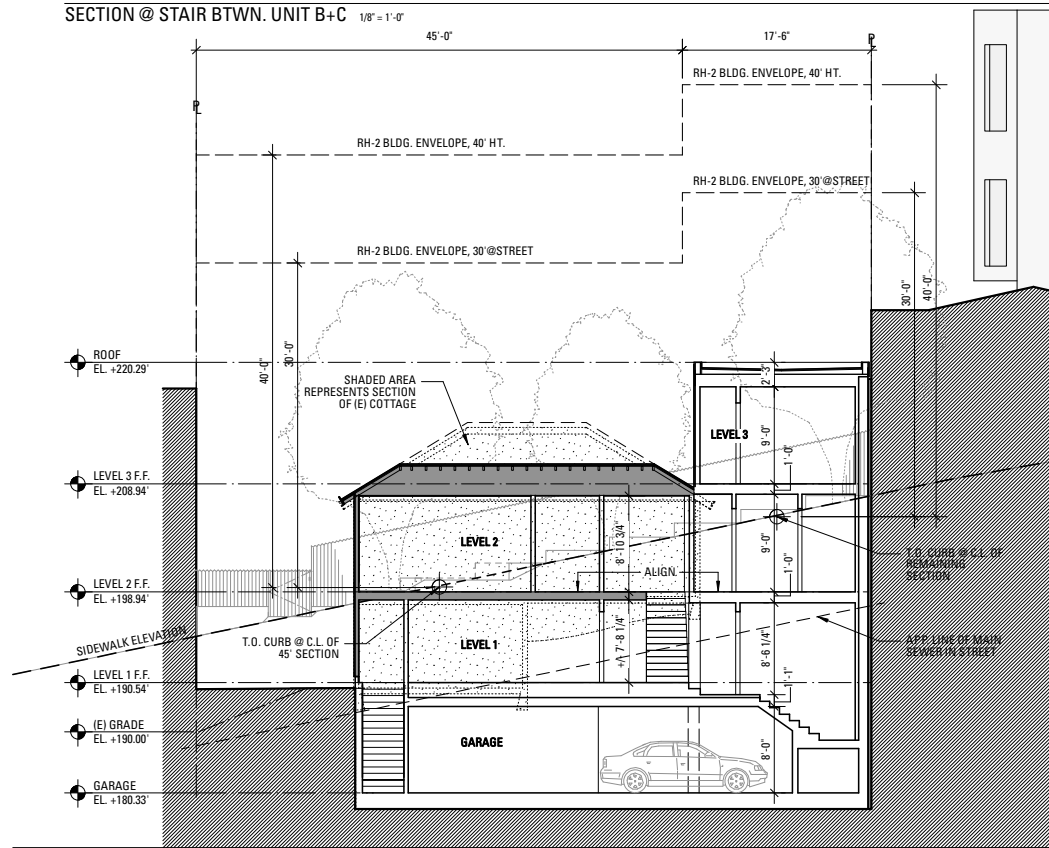 SECTION @ STAIR BTWN. UNIT B+C 1/8" = 1'-0"
45'-0"
17'-6"
PL
PL
RH-2 BLDG. ENVELOPE, 40' HT.
RH-2 BLDG. ENVELOPE, 40' HT.
RH-2 BLDG. ENVELOPE, 30'@STREET
RH-2 BLDG. ENVELOPE, 30'@STREET
30'-0"
40'-0"
40'-0"
30'-0"
ROOF
EL. +220.29'
SHADED AREA
REPRESENTS SECTION
OF (E) COTTAGE
2'-3"
LEVEL 3
9'-0"
1'-0"
LEVEL 3 F.F.
EL. +208.94'
LEVEL 2
8'-10 3/4"
9'-0"
1'-0"
T.O. CURB @ C.L. OF
REMAINING
SECTION
ALIGN
LEVEL 2 F.F.
EL. +198.94'
SIDEWALK ELEVATION
T.O. CURB @ C.L. OF
45' SECTION
LEVEL 1
+/- 7'-8 1/4"
8'-6 1/4"
1'-1"
APP. LINE OF MAIN
SEWER IN STREET
LEVEL 1 F.F.
EL. +190.54'
(E) GRADE
EL. +190.00'
GARAGE
8'-0"
GARAGE
EL. +180.33'